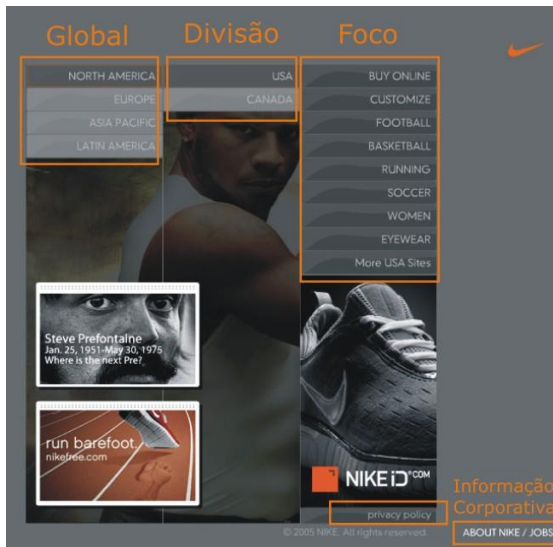 Global
Divisão
Foco
NORTH AMERICA
EUROPE
ASIA PACIFIC
LATIN AMERICA
USA
CANADA
BUY ONLINE
CUSTOMIZE
FOOTBALL
BASKETBALL
RUNNING
SOCCER
WOMEN
EYEWEAR
More USA Sites
Steve Prefontaine
Jan. 25, 1951-May 30, 1975
Where is the next Pre?
run barefoot.
nikefree.com
NIKEiD.COM
privacy policy
Informação
Corporativa
© 2005 NIKE. All rights reserved.
ABOUT NIKE / JOBS